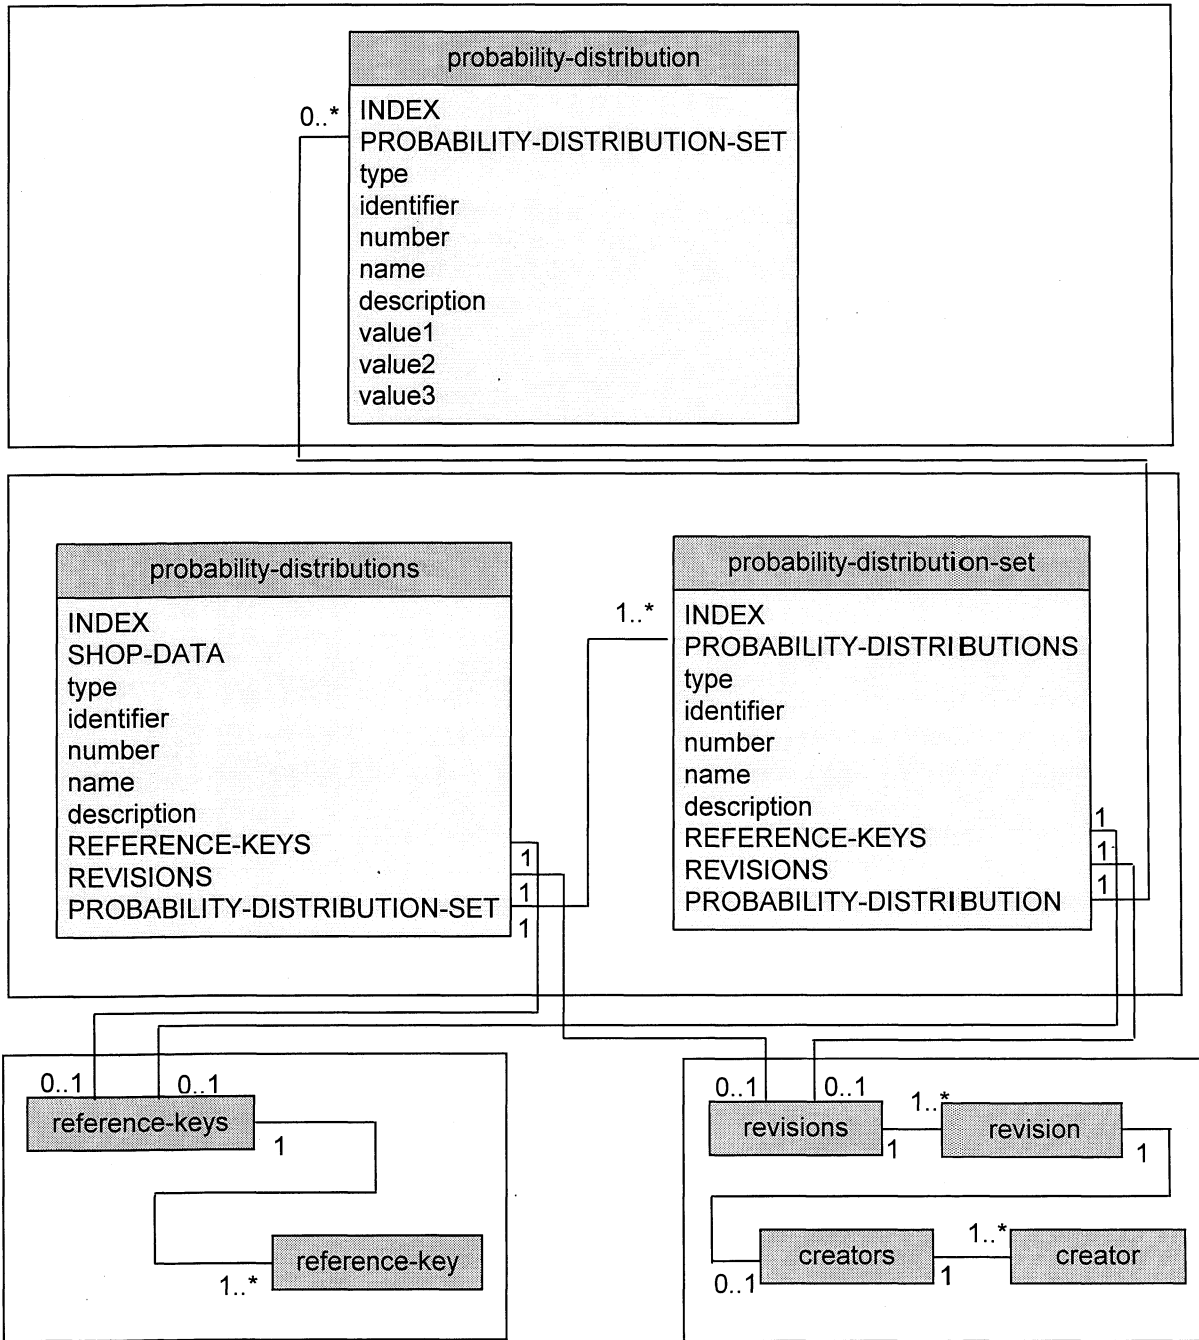 probability-distribution
0..*
INDEX
PROBABILITY-DISTRIBUTION-SET
type
identifier
number
name
description
value1
value2
value3
probability-distributions
INDEX
SHOP-DATA
type
identifier
number
name
description
REFERENCE-KEYS
1
REVISIONS
1
PROBABILITY-DISTRIBUTION-SET
1
probability-distribution-set
1..*
INDEX
PROBABILITY-DISTRIBUTIONS
type
identifier
number
name
description
1
REFERENCE-KEYS
1
REVISIONS
1
PROBABILITY-DISTRIBUTION
0..1
0..1
reference-keys
1
reference-key
1..*
0..1
0..1
1..*
revisions
revision
1
1
1..*
creators
creator
0..1
1